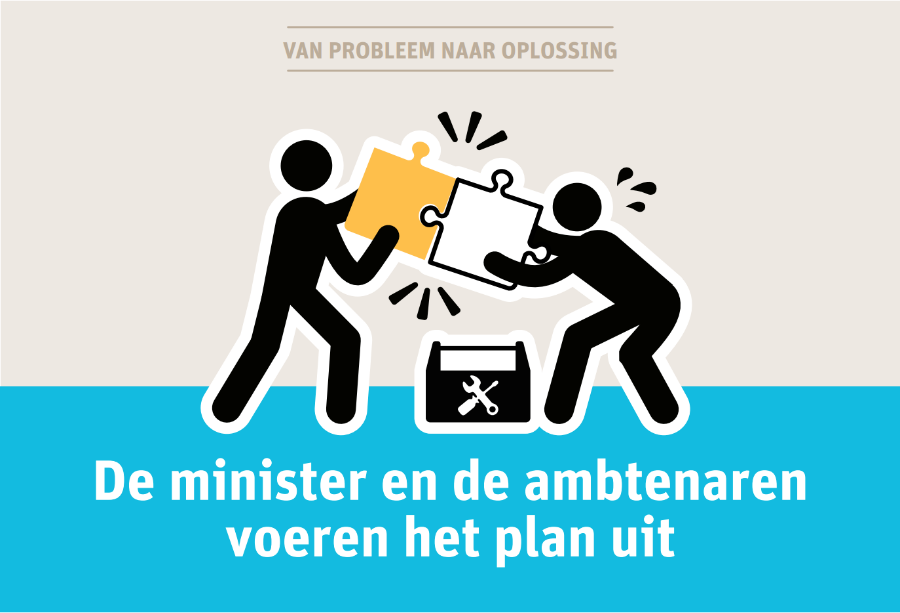 VAN PROBLEEM NAAR OPLOSSING
De minister en de ambtenaren
voeren het plan uit